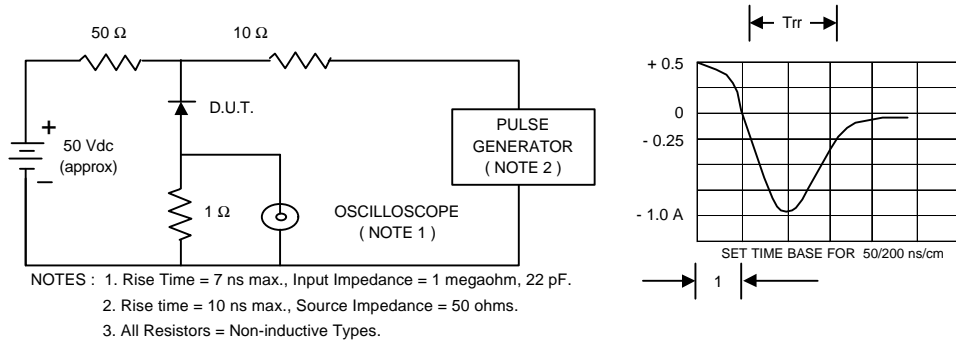 50 Ω
10 Ω
D.U.T.
+
50 Vdc
(approx)
−
1 Ω
OSCILLOSCOPE
( NOTE 1 )
PULSE
GENERATOR
( NOTE 2 )
NOTES : 1. Rise Time = 7 ns max., Input Impedance = 1 megaohm, 22 pF.
2. Rise time = 10 ns max., Source Impedance = 50 ohms.
3. All Resistors = Non-inductive Types.
Trr
+ 0.5
0
- 0.25
- 1.0 A
SET TIME BASE FOR 50/200 ns/cm
1